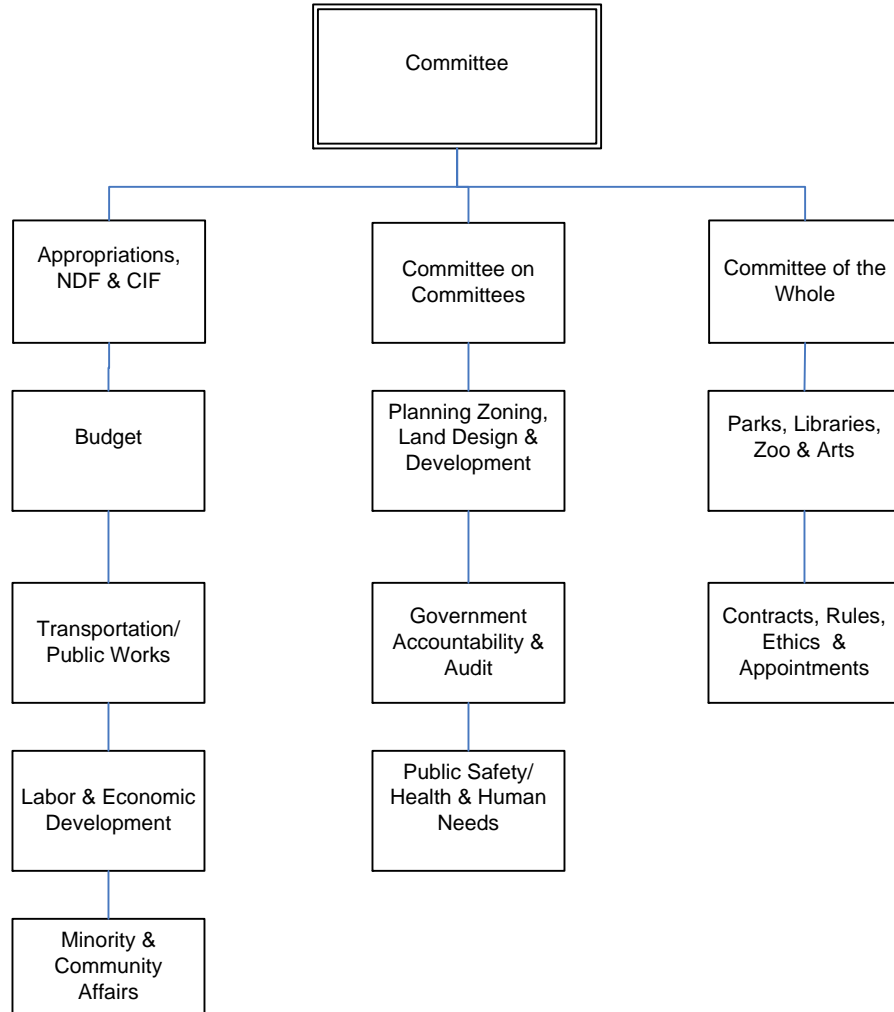 Committee
Appropriations,
NDF & CIF
Committee on
Committees
Committee of the
Whole
Budget
Planning Zoning,
Land Design &
Development
Parks, Libraries,
Zoo & Arts
Transportation/
Public Works
Government
Accountability &
Audit
Contracts, Rules,
Ethics &
Appointments
Labor & Economic
Development
Public Safety/
Health & Human
Needs
Minority &
Community
Affairs